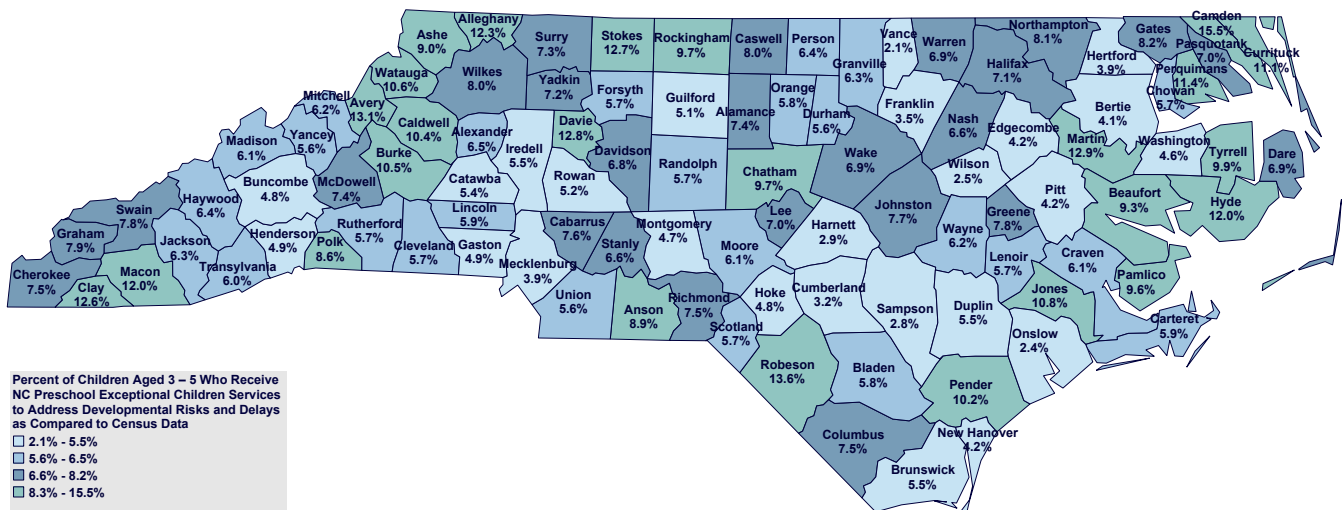 Alleghany
12.3%
Camden
15.5%
Ashe
9.0%
Surry
7.3%
Stokes
12.7%
Rockingham
9.7%
Caswell
8.0%
Person
6.4%
Vance
2.1%
Warren
6.9%
Northampton
8.1%
Gates
8.2%
Pasquotank
7.0%
Currituck
11.1%
Granville
6.3%
Halifax
7.1%
Hertford
3.9%
Perquimans
11.4%
Watauga
10.6%
Wilkes
8.0%
Yadkin
7.2%
Forsyth
5.7%
Guilford
5.1%
Alamance
7.4%
Orange
5.8%
Durham
5.6%
Franklin
3.5%
Nash
6.6%
Edgecombe
4.2%
Bertie
4.1%
Chowan
5.7%
Mitchell
6.2%
Avery
13.1%
Caldwell
10.4%
Alexander
6.5%
Iredell
5.5%
Davie
12.8%
Davidson
6.8%
Randolph
5.7%
Chatham
9.7%
Wake
6.9%
Wilson
2.5%
Martin
12.9%
Washington
4.6%
Tyrrell
9.9%
Dare
6.9%
Madison
6.1%
Yancey
5.6%
Burke
10.5%
Catawba
5.4%
Rowan
5.2%
Buncombe
4.8%
McDowell
7.4%
Pitt
4.2%
Beaufort
9.3%
Hyde
12.0%
Haywood
6.4%
Swain
7.8%
Lincoln
5.9%
Cabarrus
7.6%
Montgomery
4.7%
Lee
7.0%
Harnett
2.9%
Johnston
7.7%
Greene
7.8%
Wayne
6.2%
Graham
7.9%
Jackson
6.3%
Henderson
4.9%
Polk
8.6%
Rutherford
5.7%
Cleveland
5.7%
Gaston
4.9%
Mecklenburg
3.9%
Stanly
6.6%
Moore
6.1%
Lenoir
5.7%
Craven
6.1%
Pamlico
9.6%
Cherokee
7.5%
Clay
12.6%
Macon
12.0%
Transylvania
6.0%
Union
5.6%
Anson
8.9%
Richmond
7.5%
Scotland
5.7%
Hoke
4.8%
Cumberland
3.2%
Sampson
2.8%
Duplin
5.5%
Jones
10.8%
Onslow
2.4%
Carteret
5.9%
Robeson
13.6%
Bladen
5.8%
Pender
10.2%
Columbus
7.5%
New Hanover
4.2%
Brunswick
5.5%
Percent of Children Aged 3 – 5 Who Receive
NC Preschool Exceptional Children Services
to Address Developmental Risks and Delays
as Compared to Census Data
2.1% - 5.5%
5.6% - 6.5%
6.6% - 8.2%
8.3% - 15.5%